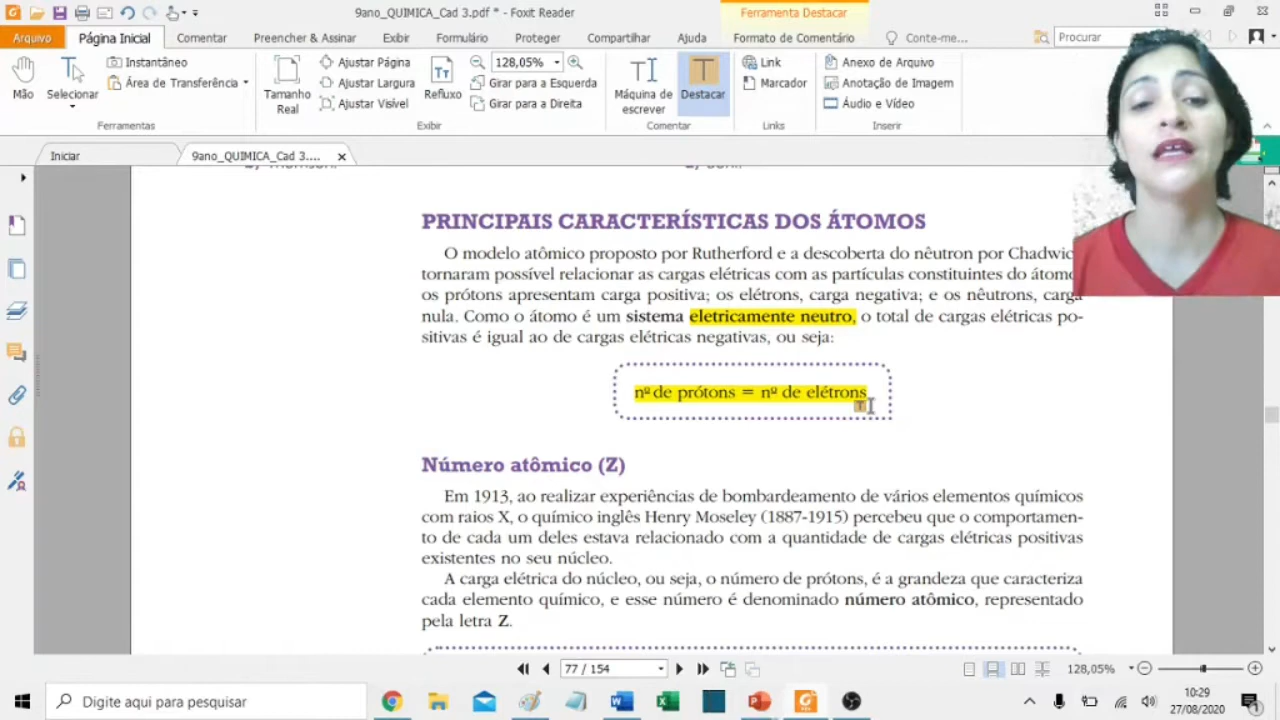 9ano_QUIMICA_Cad 3.pdf * - Foxit Reader
Ferramenta Destacar
Arquivo
Página Inicial
Comentar
Preencher & Assinar
Exibir
Formulário
Proteger
Compartilhar
Ajuda
Formato de Comentário
Conte-me...
Procurar
Mão
Selecionar
Instantâneo
Área de Transferência
Ferramentas
Tamanho Real
Ajustar Página
Ajustar Largura
Ajustar Visível
Refluxo
128,05%
Girar para a Esquerda
Girar para a Direita
Exibir
Máquina de escrever
Destacar
Comentar
Link
Marcador
Links
Anexo de Arquivo
Anotação de Imagem
Áudio e Vídeo
Inserir
Iniciar
9ano_QUIMICA_Cad 3....
PRINCIPAIS CARACTERÍSTICAS DOS ÁTOMOS
O modelo atômico proposto por Rutherford e a descoberta do nêutron por Chadwic
tornaram possível relacionar as cargas elétricas com as partículas constituintes do átomo
os prótons apresentam carga positiva; os elétrons, carga negativa; e os nêutrons, carga
nula. Como o átomo é um sistema eletricamente neutro, o total de cargas elétricas po-
sitivas é igual ao de cargas elétricas negativas, ou seja:
nº de prótons = nº de elétrons
Número atômico (Z)
Em 1913, ao realizar experiências de bombardeamento de vários elementos químicos
com raios X, o químico inglês Henry Moseley (1887-1915) percebeu que o comportamen-
to de cada um deles estava relacionado com a quantidade de cargas elétricas positivas
existentes no seu núcleo.
A carga elétrica do núcleo, ou seja, o número de prótons, é a grandeza que caracteriza
cada elemento químico, e esse número é denominado número atômico, representado
pela letra Z.
77 / 154
128,05%
Digite aqui para pesquisar
10:29
27/08/2020